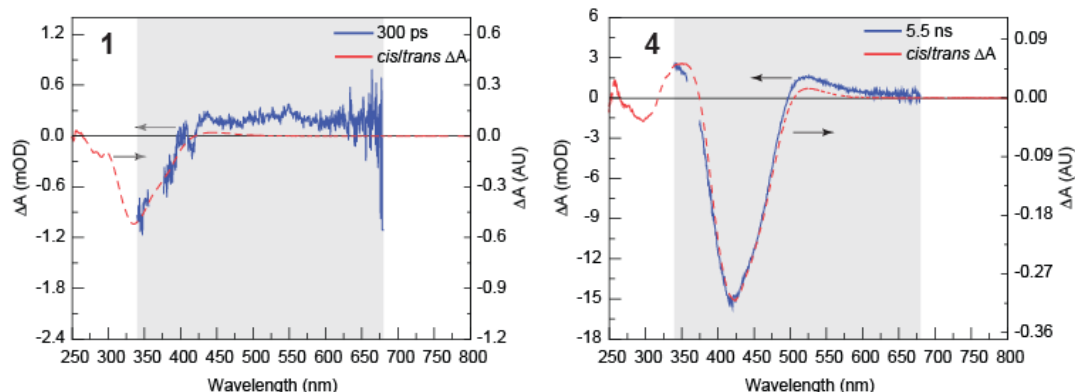 1
300 ps
cis/trans ΔA
1.2
0.6
0.0
-0.6
-1.2
-1.8
-2.4
ΔA (mOD)
0.6
0.3
0.0
-0.3
-0.6
-0.9
-1.2
ΔA (AU)
250 300 350 400 450 500 550 600 650 700 750 800
Wavelength (nm)
4
5.5 ns
cis/trans ΔA
6
3
0
-3
-6
-9
-12
-15
-18
ΔA (mOD)
0.09
0.00
-0.09
-0.18
-0.27
-0.36
ΔA (AU)
250 300 350 400 450 500 550 600 650 700 750 800
Wavelength (nm)